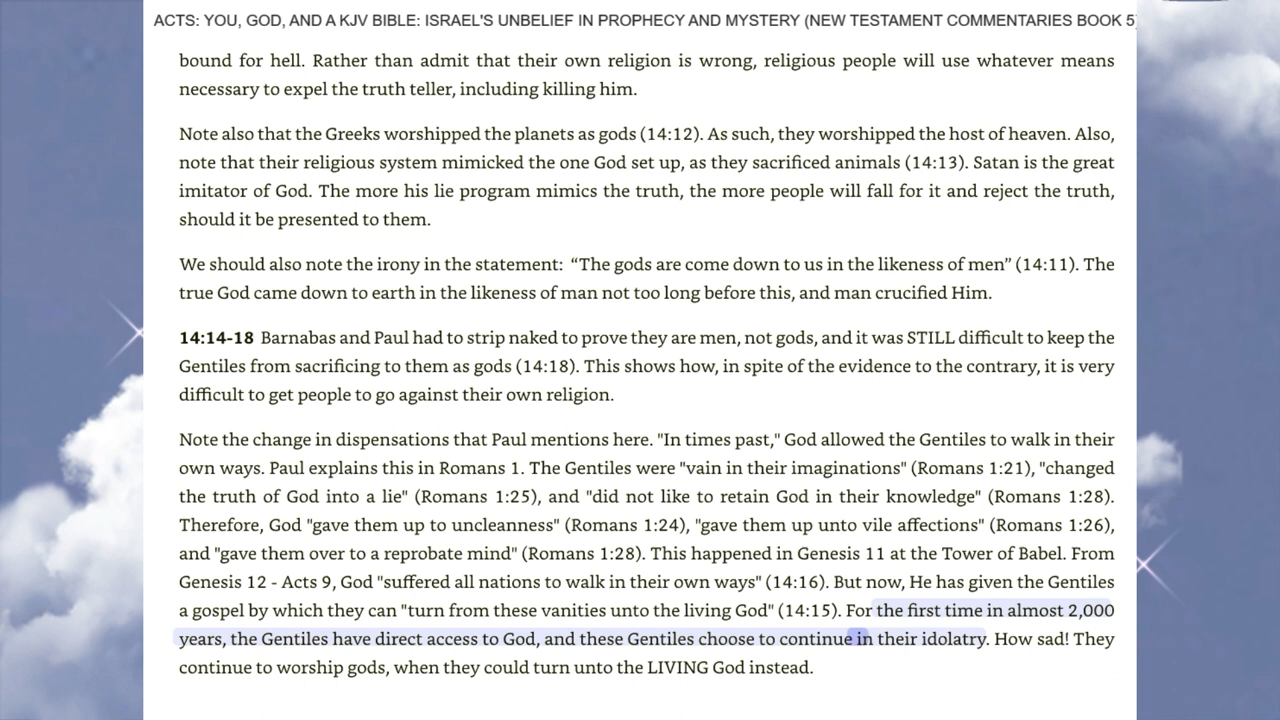 ACTS: YOU, GOD, AND A KJV BIBLE: ISRAEL'S UNBELIEF IN PROPHECY AND MYSTERY (NEW TESTAMENT COMMENTARIES BOOK 5)
bound for hell. Rather than admit that their own religion is wrong, religious people will use whatever means
necessary to expel the truth teller, including killing him.
Note also that the Greeks worshipped the planets as gods (14:12). As such, they worshipped the host of heaven. Also,
note that their religious system mimicked the one God set up, as they sacrificed animals (14:13). Satan is the great
imitator of God. The more his lie program mimics the truth, the more people will fall for it and reject the truth,
should it be presented to them.
We should also note the irony in the statement: “The gods are come down to us in the likeness of men” (14:11). The
true God came down to earth in the likeness of man not too long before this, and man crucified Him.
14:14-18 Barnabas and Paul had to strip naked to prove they are men, not gods, and it was STILL difficult to keep the
Gentiles from sacrificing to them as gods (14:18). This shows how, in spite of the evidence to the contrary, it is very
difficult to get people to go against their own religion.
Note the change in dispensations that Paul mentions here. "In times past," God allowed the Gentiles to walk in their
own ways. Paul explains this in Romans 1. The Gentiles were "vain in their imaginations" (Romans 1:21), "changed
the truth of God into a lie" (Romans 1:25), and "did not like to retain God in their knowledge" (Romans 1:28).
Therefore, God "gave them up to uncleanness" (Romans 1:24), "gave them up unto vile affections" (Romans 1:26),
and "gave them over to a reprobate mind" (Romans 1:28). This happened in Genesis 11 at the Tower of Babel. From
Genesis 12 - Acts 9, God "suffered all nations to walk in their own ways" (14:16). But now, He has given the Gentiles
a gospel by which they can "turn from these vanities unto the living God" (14:15). For the first time in almost 2,000
years, the Gentiles have direct access to God, and these Gentiles choose to continue in their idolatry. How sad! They
continue to worship gods, when they could turn unto the LIVING God instead.